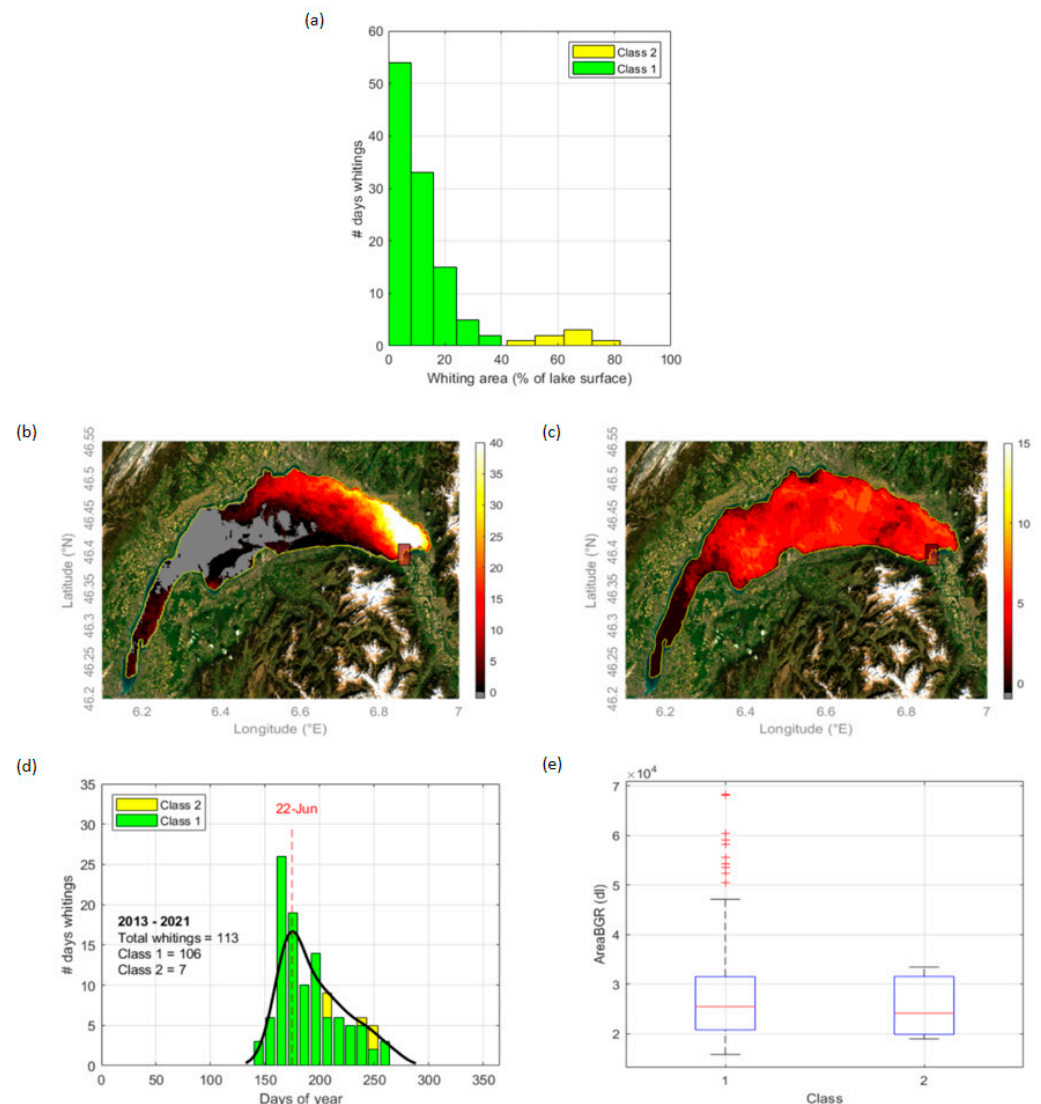 (a)
60
50
40
30
20
10
0
# days whitings
Class 2
Class 1
0 20 40 60 80 100
Whiting area (% of lake surface)
(b)
46.55
46.5
46.45
46.4
46.35
46.3
46.25
46.2
Latitude (°N)
6.2 6.4 6.6 6.8 7
Longitude (°E)
40
35
30
25
20
15
10
5
0
(c)
46.55
46.5
46.45
46.4
46.35
46.3
46.25
46.2
Latitude (°N)
6.2 6.4 6.6 6.8 7
Longitude (°E)
15
10
5
0
(d)
35
30
25
20
15
10
5
0
# days whitings
Class 2
Class 1
22-Jun
2013 - 2021
Total whitings = 113
Class 1 = 106
Class 2 = 7
0 50 100 150 200 250 300 350
Days of year
(e)
×10⁴
7
6
5
4
3
2
AreaBGR (dl)
1 2
Class